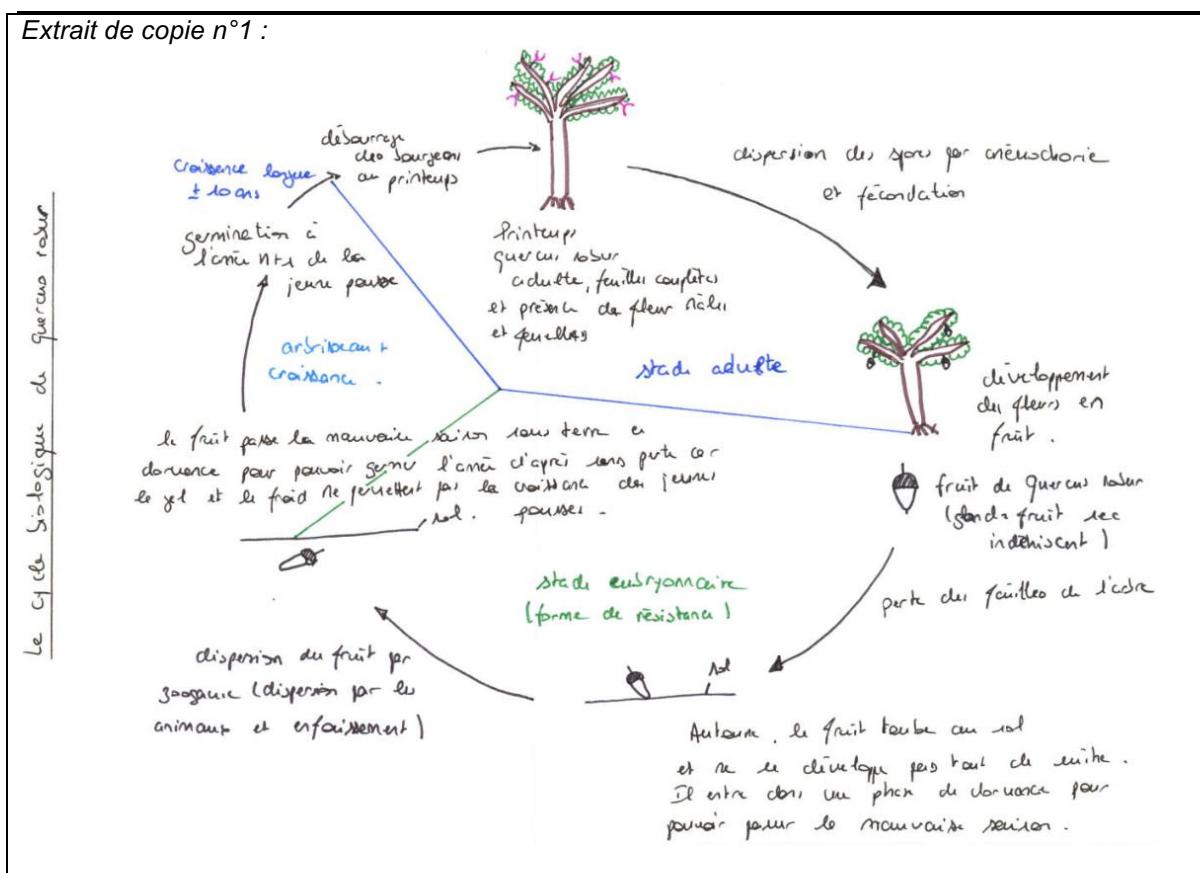 Extrait de copie n°1 :
Le cycle biologique de quercus robur
croissance longue
± 10 ans
débourrage
des bourgeons
au printemps
dispersion des spores par anémochorie
et fécondation
germination à
l'année N+1 de la
jeune pousse
Printemps
quercus robur
adulte, feuilles complètes
et présence de fleur mâles
et femelles
arbrisseau +
croissance.
stade adulte
développement
des fleurs en
fruit.
le fruit passe la mauvaise saison sous terre en
dormance pour pouvoir germer l'année d'après sans perte car
le gel et le froid ne permettent pas la croissance des jeunes
pousses.
sol.
fruit de Quercus robur
(gland = fruit sec
indéhiscent)
stade embryonnaire
(forme de résistance)
perte des feuilles de l'arbre
sol
dispersion du fruit par
(dispersion par les
animaux et enfouissement)
Automne, le fruit tombe au sol
et ne se développe pas tout de suite.
Il entre dans une phase de dormance pour
pouvoir passer la mauvaise saison.